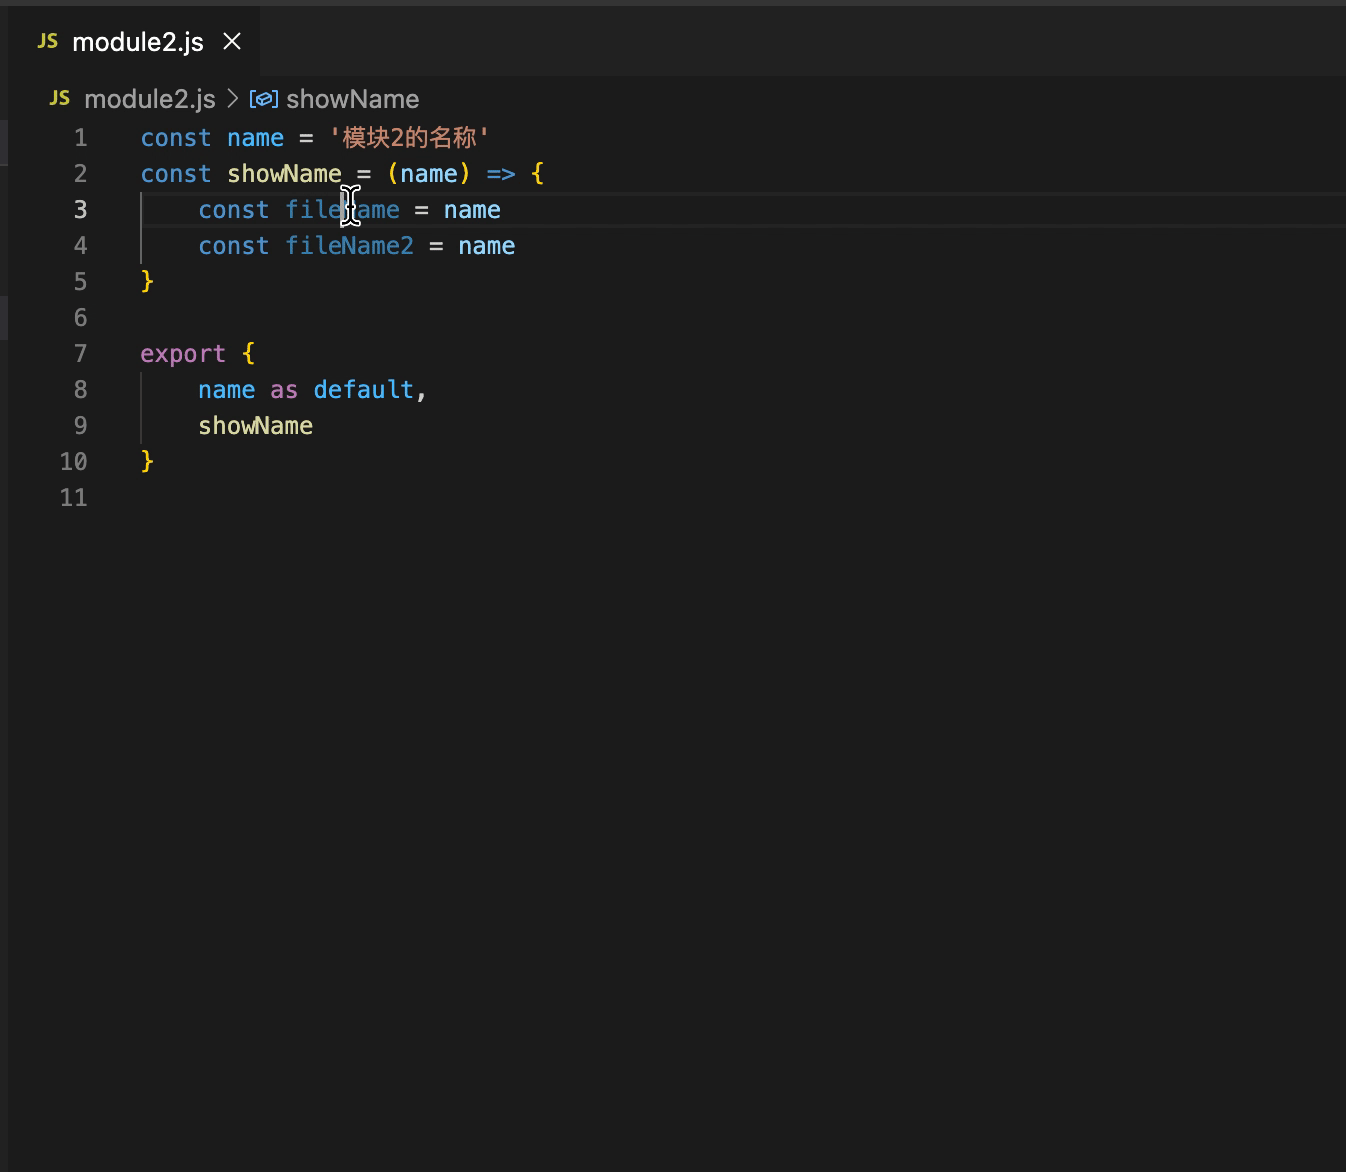 JS module2.js
JS module2.js > showName
1 const name = '模块2的名称'
2 const showName = (name) => {
3     const fileName = name
4     const fileName2 = name
5 }
6
7 export {
8     name as default,
9     showName
10 }
11